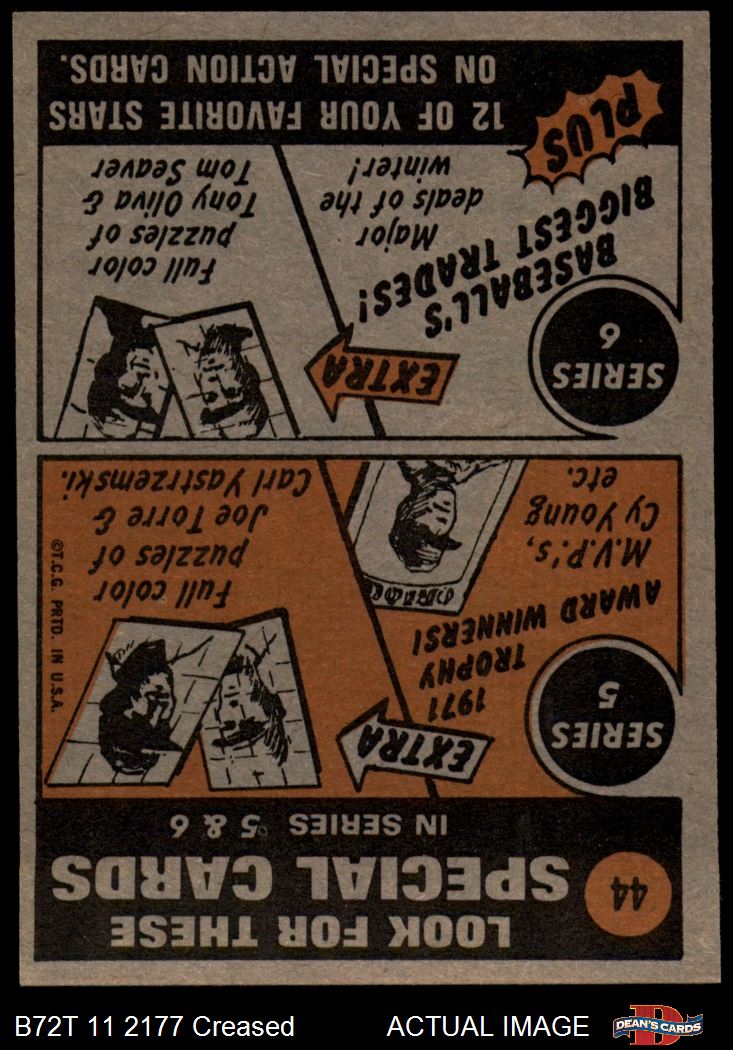 44
LOOK FOR THESE
SPECIAL CARDS
IN SERIES 5 & 6
SERIES
5
EXTRA
1971
TROPHY
AWARD WINNERS!
M.V.P.'s,
Cy Young
etc.
Full color
puzzles of
Joe Torre &
Carl Yastrzemski.
©T.C.G. PRTD. IN U.S.A.
SERIES
6
EXTRA
BASEBALL'S
BIGGEST TRADES!
Major
deals of the
winter!
Full color
puzzles of
Tony Oliva &
Tom Seaver
PLUS
12 OF YOUR FAVORITE STARS
ON SPECIAL ACTION CARDS.
B72T 11 2177 Creased
ACTUAL IMAGE
D
DEAN'S CARDS